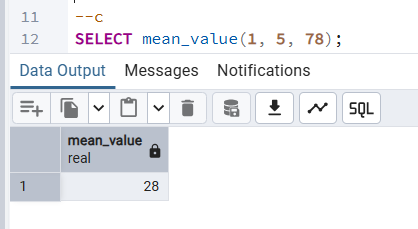 11 --c
12 SELECT mean_value(1, 5, 78);
Data Output Messages Notifications
SQL
mean_value
real
1 28